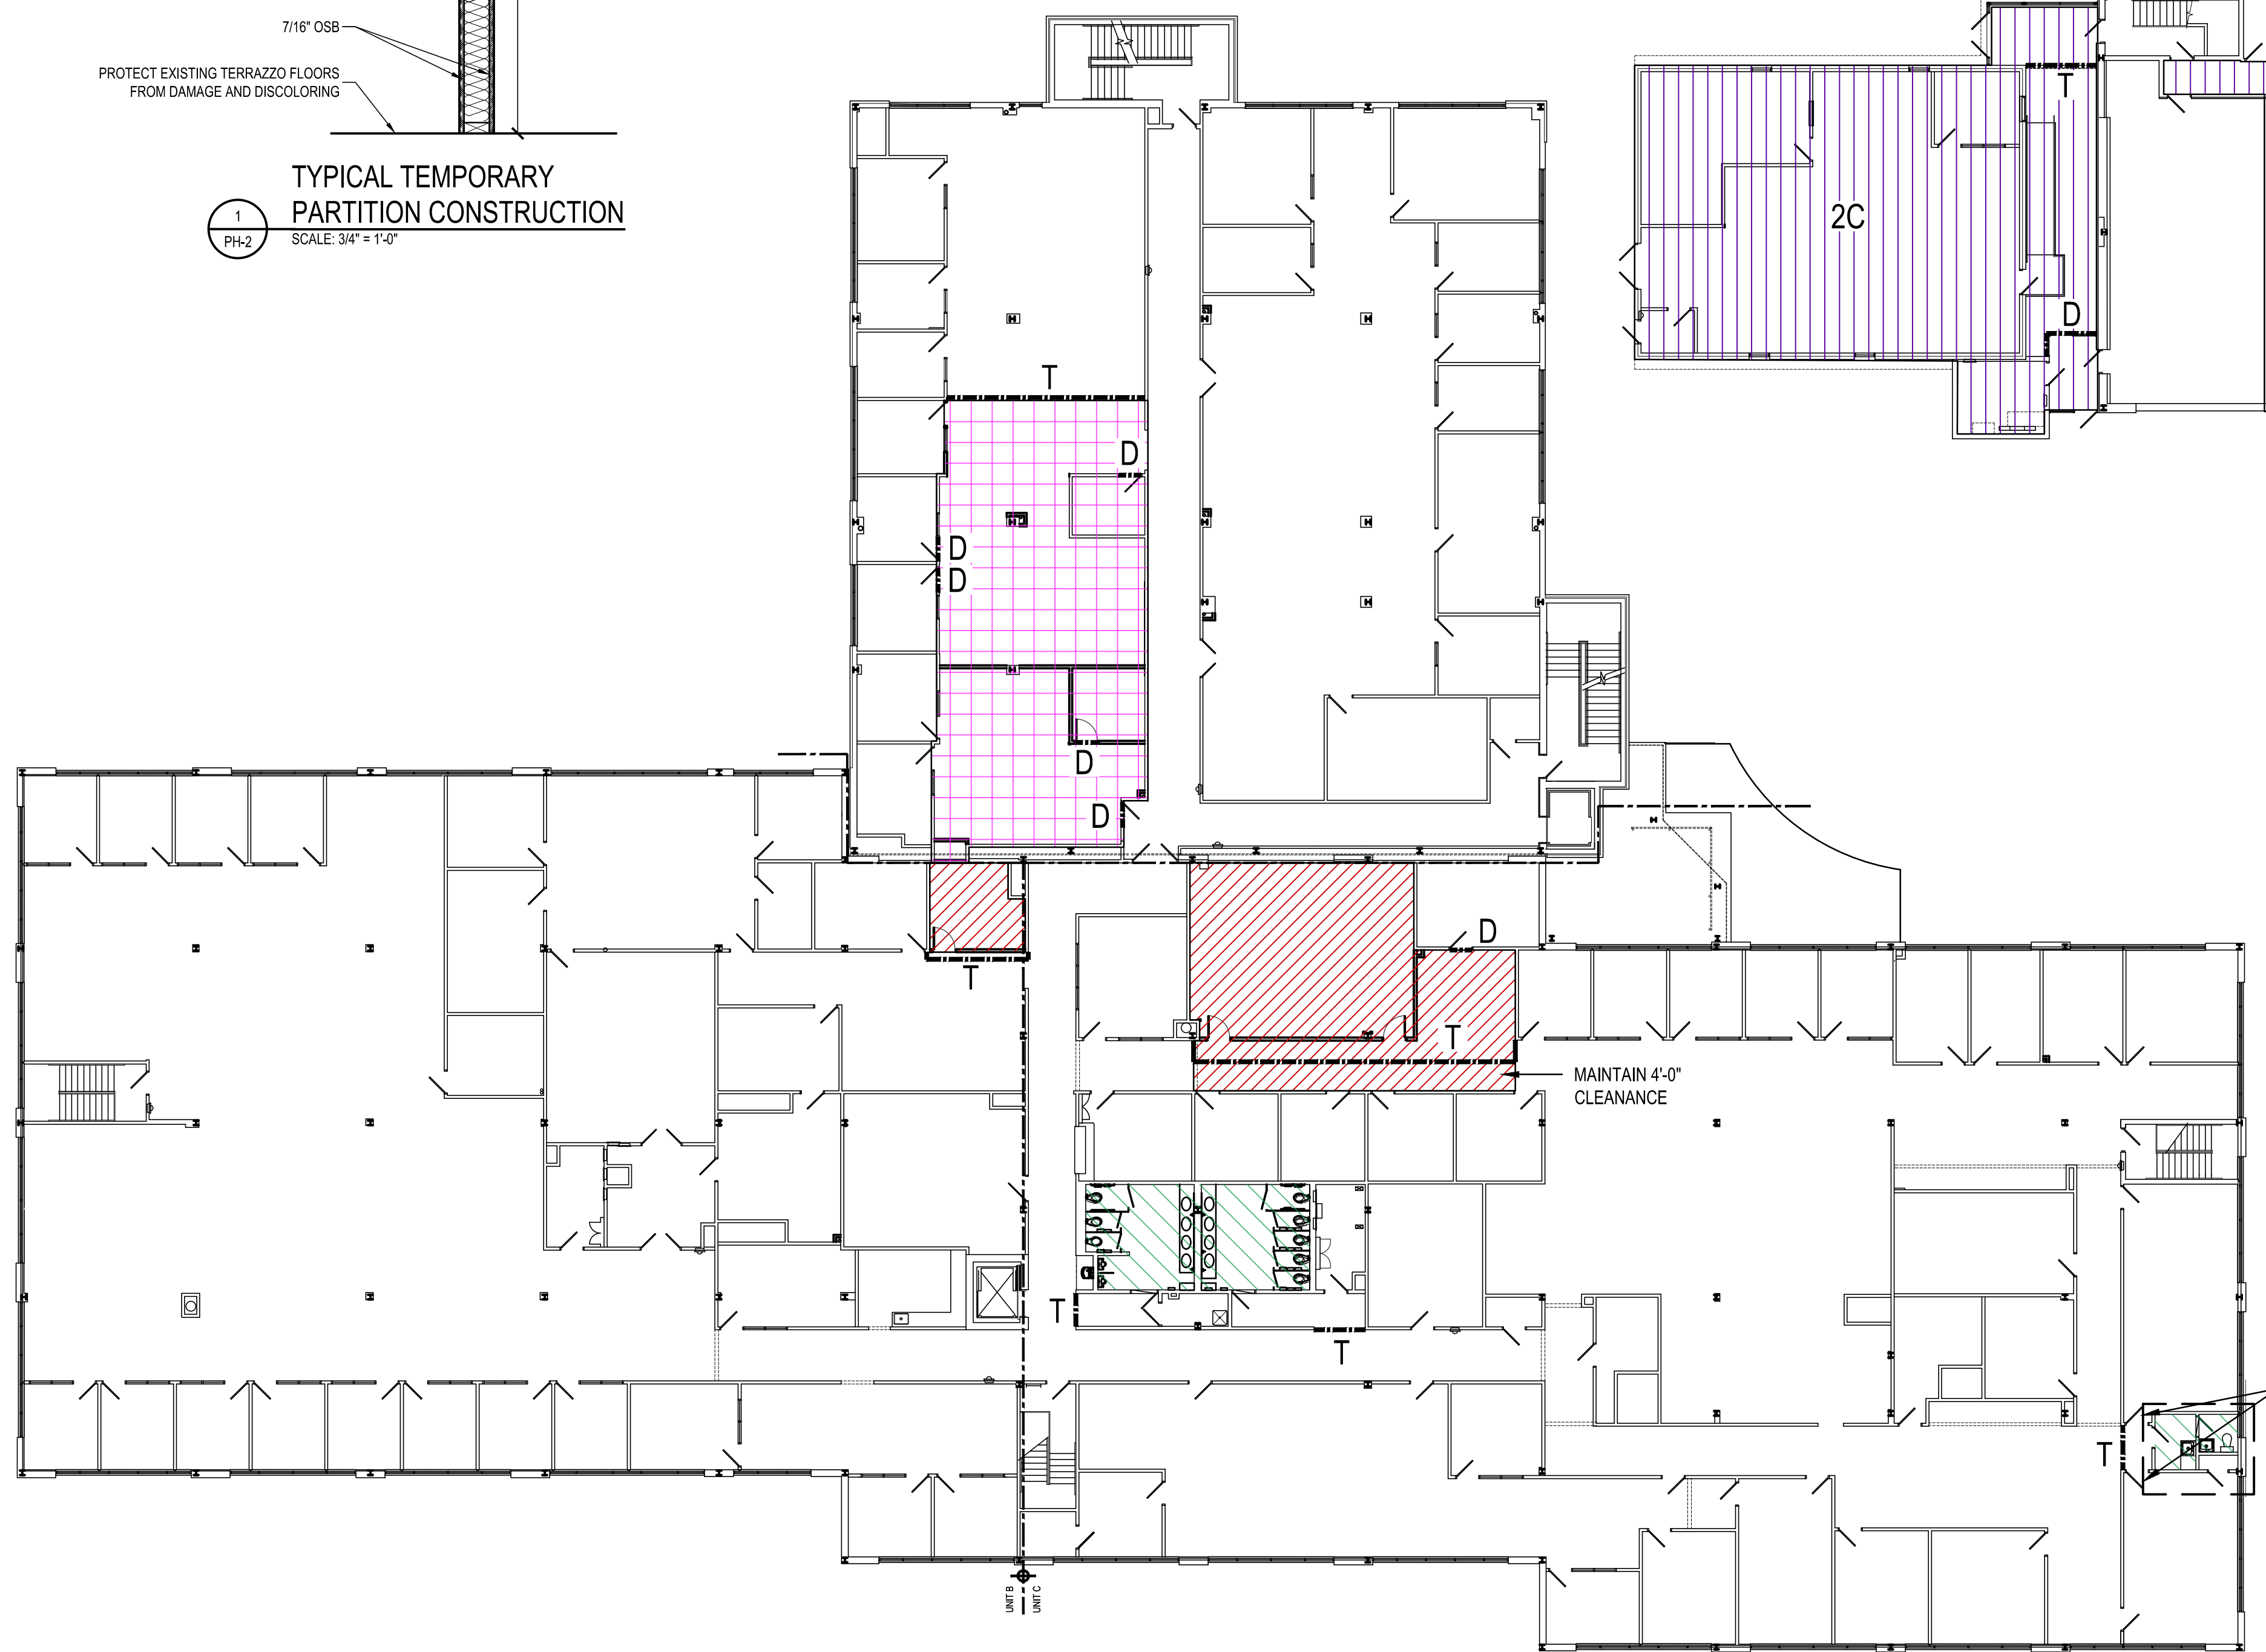 7/16" OSB
PROTECT EXISTING TERRAZZO FLOORS
FROM DAMAGE AND DISCOLORING
TYPICAL TEMPORARY
PARTITION CONSTRUCTION
1
PH-2
SCALE: 3/4" = 1'-0"
T
2C
D
T
D
D
D
D
D
D
T
T
MAINTAIN 4'-0"
CLEANANCE
T
T
T
UNIT B
UNIT C